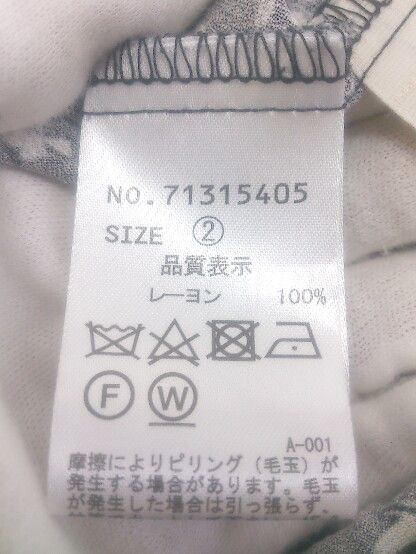 NO.71315405
SIZE ②
品質表示
レーヨン 100%
F W
A-001
摩擦によりピリング(毛玉)が
発生する場合があります。毛玉
が発生した場合は引っ張らず、